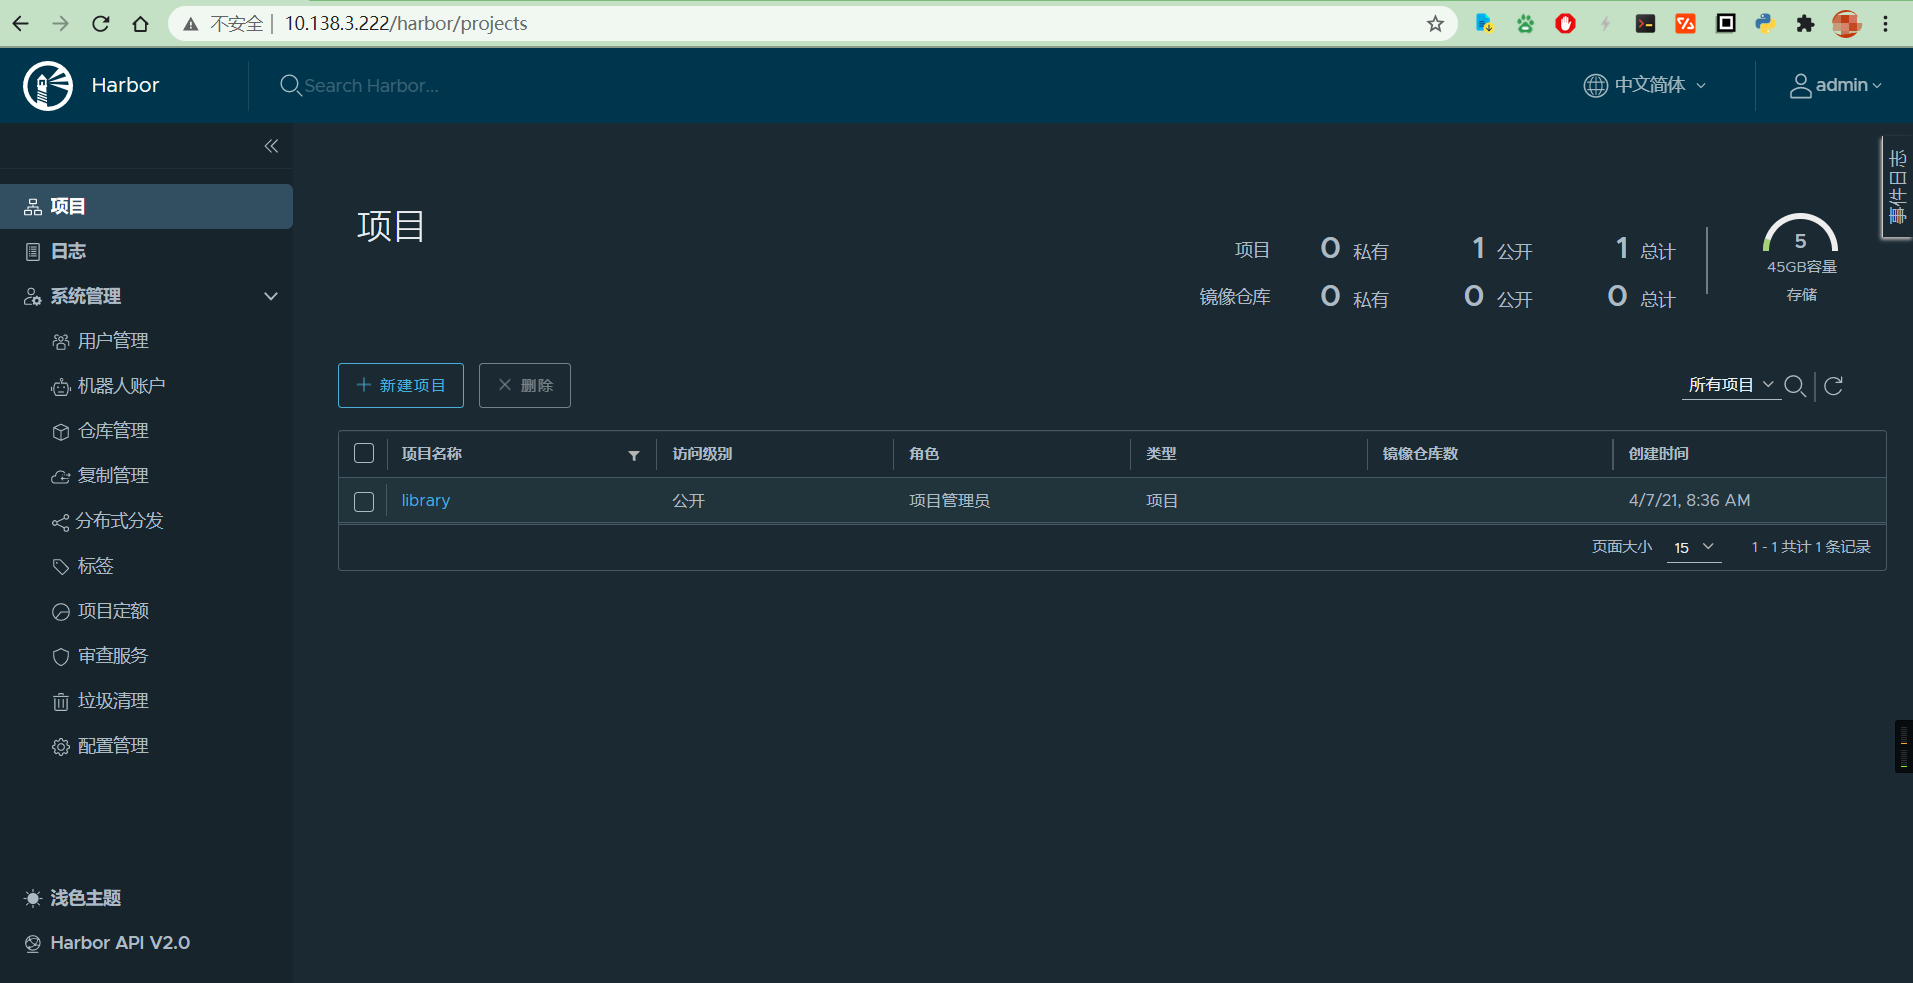 不安全 10.138.3.222/harbor/projects
Harbor
Search Harbor...
中文简体
admin
事件日志
项目
日志
系统管理
用户管理
机器人账户
仓库管理
复制管理
分布式分发
标签
项目定额
审查服务
垃圾清理
配置管理
浅色主题
Harbor API V2.0
项目
项目 0 私有 1 公开 1 总计
镜像仓库 0 私有 0 公开 0 总计
5
45GB容量
存储
新建项目 删除 所有项目
项目名称 访问级别 角色 类型 镜像仓库数 创建时间
library 公开 项目管理员 项目 4/7/21, 8:36 AM
页面大小 15 1 - 1 共计 1 条记录